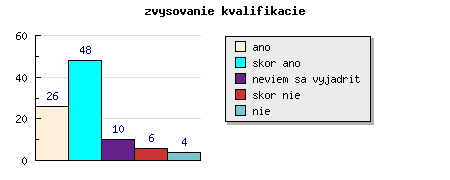 zvysovanie kvalifikacie
60
40
20
0
26
48
10
6
4
ano
skor ano
neviem sa vyjadrit
skor nie
nie